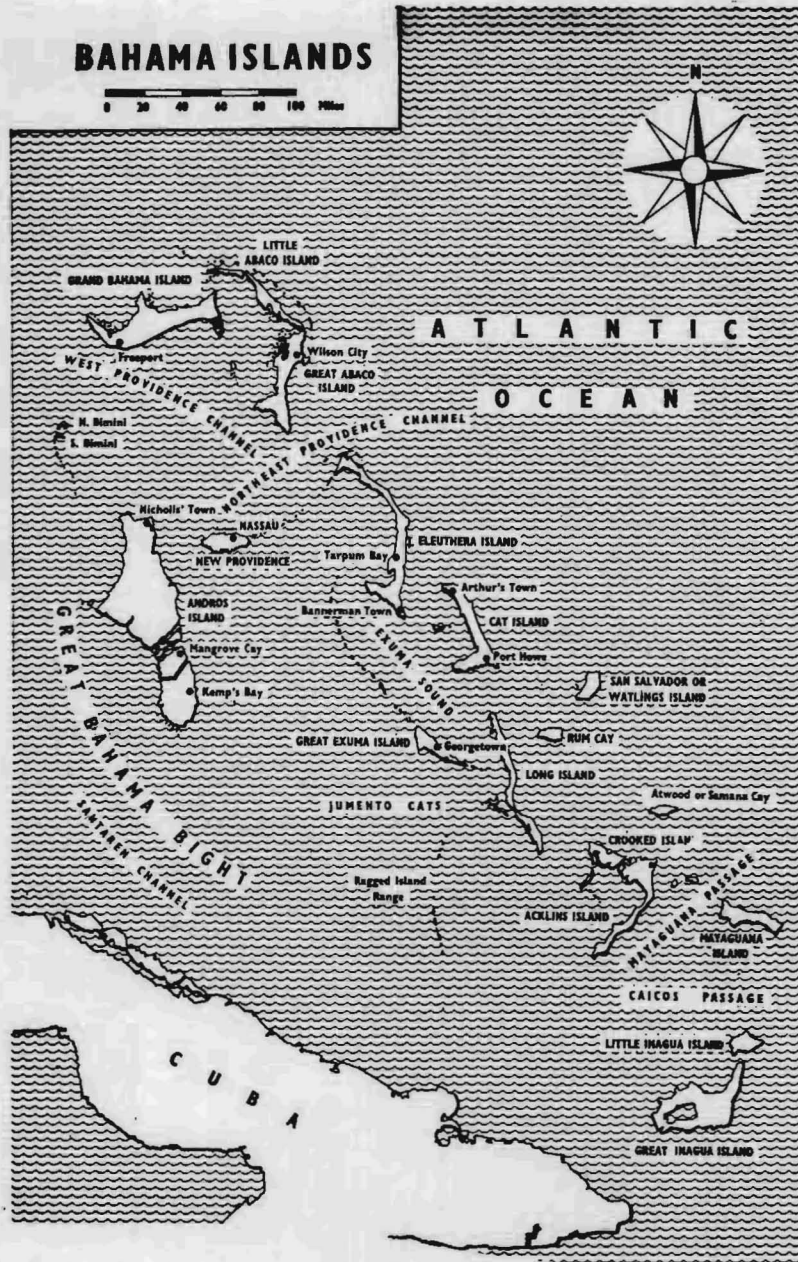 BAHAMA ISLANDS
0 20 40 60 80 100 Miles
N
LITTLE
ABACO ISLAND
GRAND BAHAMA ISLAND
Freeport
Wilson City
GREAT ABACO
ISLAND
ATLANTIC
OCEAN
WEST PROVIDENCE CHANNEL
N. Bimini
S. Bimini
NORTHEAST PROVIDENCE CHANNEL
Nicholls' Town
NASSAU
NEW PROVIDENCE
ELEUTHERA ISLAND
Tarpum Bay
Bannerman Town
Arthur's Town
CAT ISLAND
Port Howe
ANDROS
ISLAND
Mangrove Cay
Kemp's Bay
EXUMA SOUND
SAN SALVADOR OR
WATLINGS ISLAND
GREAT EXUMA ISLAND
Georgetown
RUM CAY
LONG ISLAND
JUMENTO CAYS
Atwood or Samana Cay
GREAT BAHAMA BIGHT
SANTAREN CHANNEL
CROOKED ISLAN
Ragged Island
Range
ACKLINS ISLAND
MAYAGUANA PASSAGE
MAYAGUANA
ISLAND
CAICOS PASSAGE
LITTLE INAGUA ISLAND
GREAT INAGUA ISLAND
CUBA